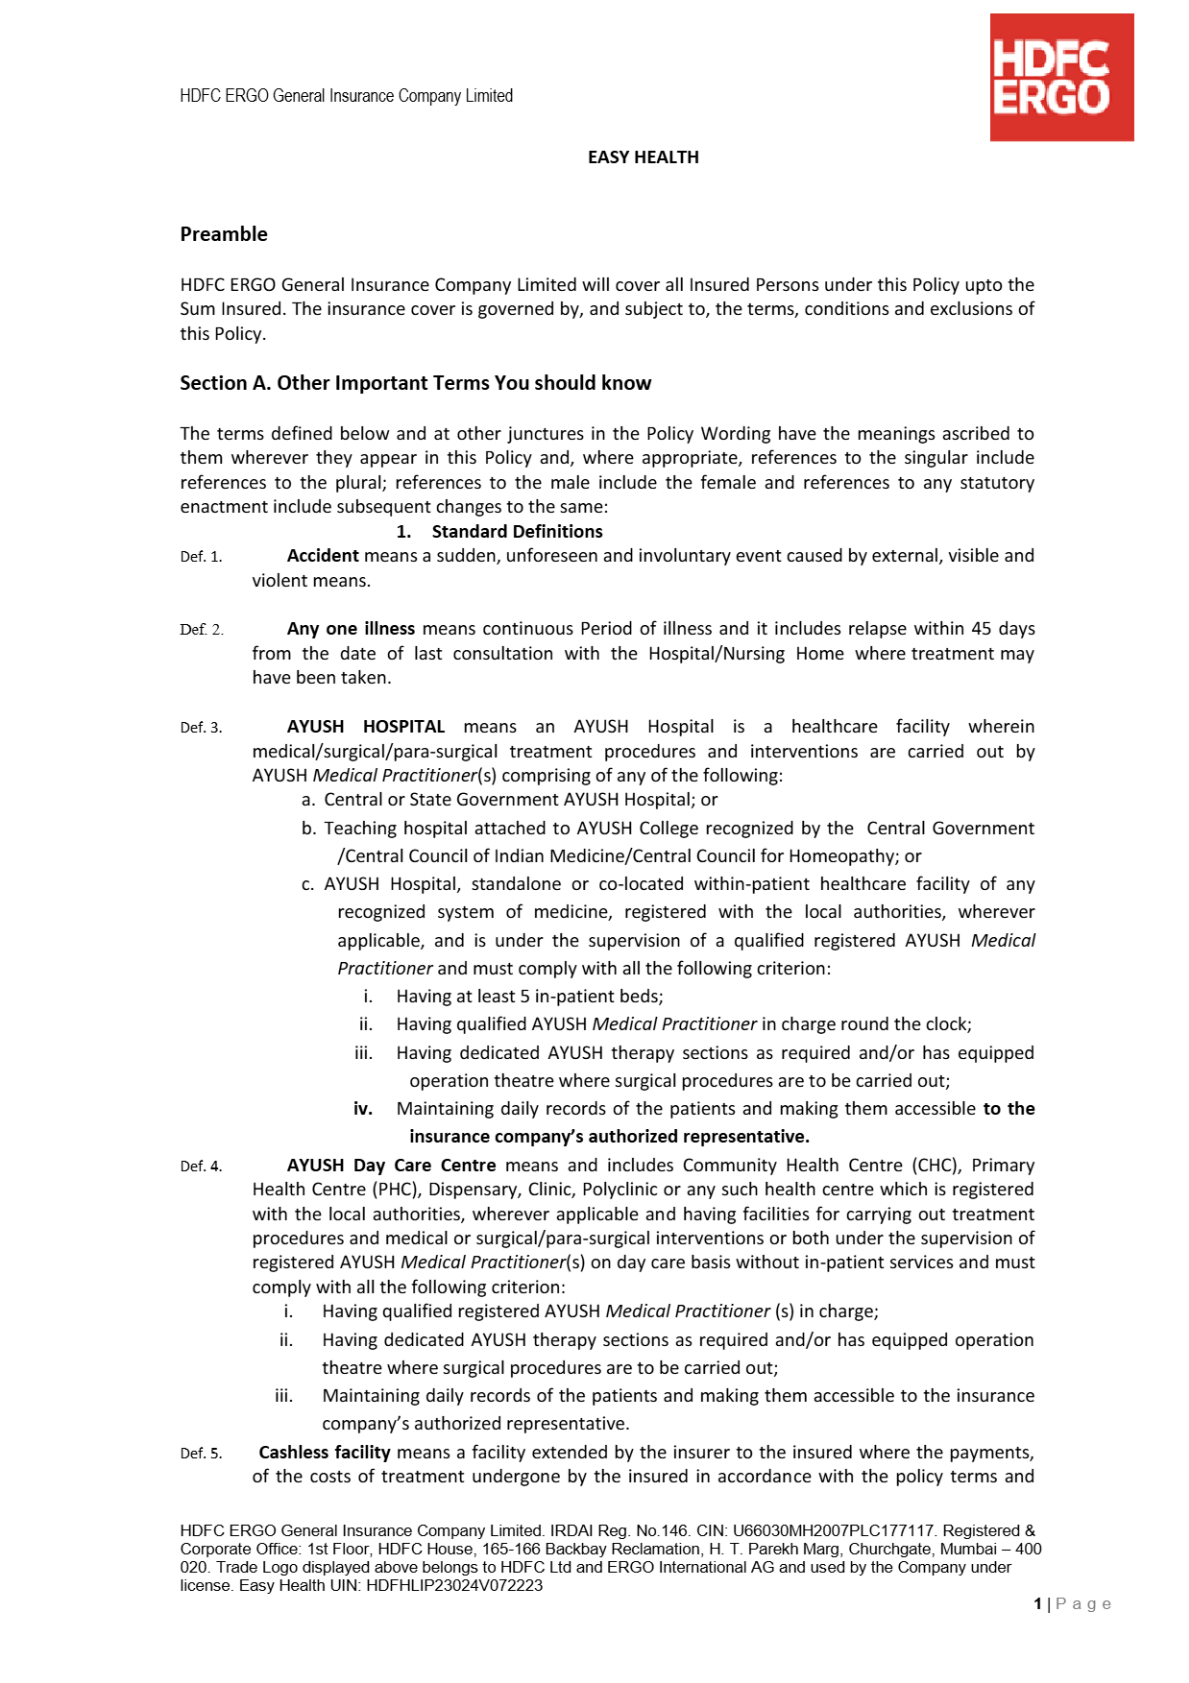 HDFC ERGO General Insurance Company Limited
HDFC
ERGO
EASY HEALTH
Preamble
HDFC ERGO General Insurance Company Limited will cover all Insured Persons under this Policy upto the
Sum Insured. The insurance cover is governed by, and subject to, the terms, conditions and exclusions of
this Policy.
Section A. Other Important Terms You should know
The terms defined below and at other junctures in the Policy Wording have the meanings ascribed to
them wherever they appear in this Policy and, where appropriate, references to the singular include
references to the plural; references to the male include the female and references to any statutory
enactment include subsequent changes to the same:
1. Standard Definitions
Def. 1. Accident means a sudden, unforeseen and involuntary event caused by external, visible and
violent means.
Def. 2. Any one illness means continuous Period of illness and it includes relapse within 45 days
from the date of last consultation with the Hospital/Nursing Home where treatment may
have been taken.
Def. 3. AYUSH HOSPITAL means an AYUSH Hospital is a healthcare facility wherein
medical/surgical/para-surgical treatment procedures and interventions are carried out by
AYUSH Medical Practitioner(s) comprising of any of the following:
a. Central or State Government AYUSH Hospital; or
b. Teaching hospital attached to AYUSH College recognized by the Central Government
/Central Council of Indian Medicine/Central Council for Homeopathy; or
c. AYUSH Hospital, standalone or co-located within-patient healthcare facility of any
recognized system of medicine, registered with the local authorities, wherever
applicable, and is under the supervision of a qualified registered AYUSH Medical
Practitioner and must comply with all the following criterion:
i. Having at least 5 in-patient beds;
ii. Having qualified AYUSH Medical Practitioner in charge round the clock;
iii. Having dedicated AYUSH therapy sections as required and/or has equipped
operation theatre where surgical procedures are to be carried out;
iv. Maintaining daily records of the patients and making them accessible to the
insurance company’s authorized representative.
Def. 4. AYUSH Day Care Centre means and includes Community Health Centre (CHC), Primary
Health Centre (PHC), Dispensary, Clinic, Polyclinic or any such health centre which is registered
with the local authorities, wherever applicable and having facilities for carrying out treatment
procedures and medical or surgical/para-surgical interventions or both under the supervision of
registered AYUSH Medical Practitioner(s) on day care basis without in-patient services and must
comply with all the following criterion:
i. Having qualified registered AYUSH Medical Practitioner (s) in charge;
ii. Having dedicated AYUSH therapy sections as required and/or has equipped operation
theatre where surgical procedures are to be carried out;
iii. Maintaining daily records of the patients and making them accessible to the insurance
company’s authorized representative.
Def. 5. Cashless facility means a facility extended by the insurer to the insured where the payments,
of the costs of treatment undergone by the insured in accordance with the policy terms and
HDFC ERGO General Insurance Company Limited. IRDAI Reg. No.146. CIN: U66030MH2007PLC177117. Registered &
Corporate Office: 1st Floor, HDFC House, 165-166 Backbay Reclamation, H. T. Parekh Marg, Churchgate, Mumbai – 400
020. Trade Logo displayed above belongs to HDFC Ltd and ERGO International AG and used by the Company under
license. Easy Health UIN: HDFHLIP23024V072223
1 | P a g e